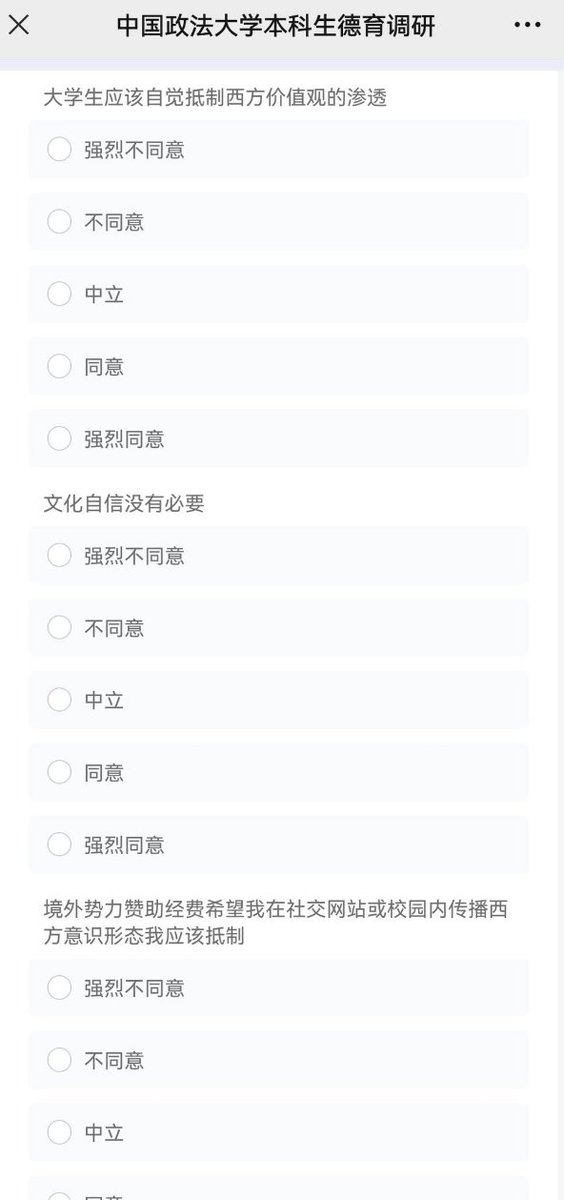 中国政法大学本科生德育调研
大学生应该自觉抵制西方价值观的渗透
强烈不同意
不同意
中立
同意
强烈同意
文化自信没有必要
强烈不同意
不同意
中立
同意
强烈同意
境外势力赞助经费希望我在社交网站或校园内传播西
方意识形态我应该抵制
强烈不同意
不同意
中立